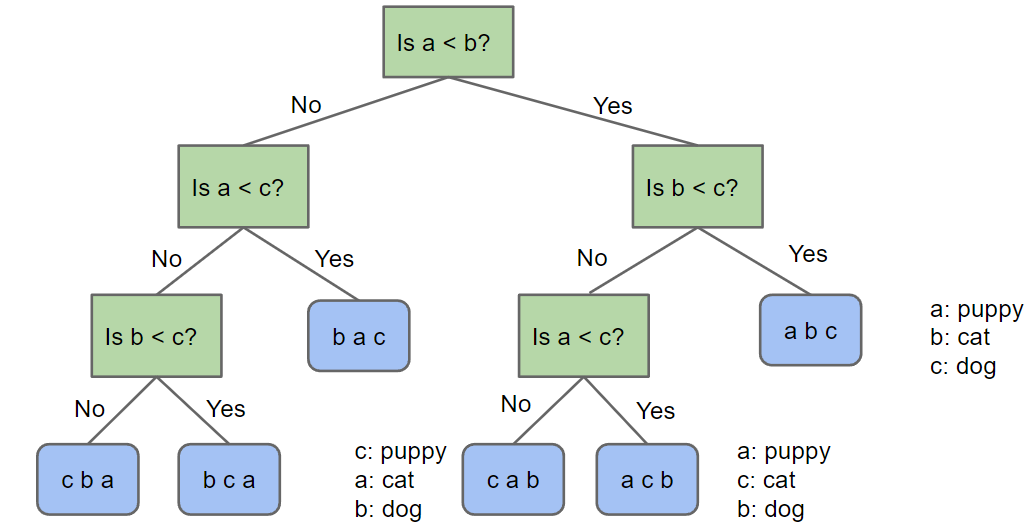 Is a < b?
No
Yes
Is a < c?
Is b < c?
No
Yes
No
Yes
Is b < c?
b a c
Is a < c?
a b c
a: puppy
b: cat
c: dog
No
Yes
No
Yes
c b a
b c a
c: puppy
a: cat
b: dog
c a b
a c b
a: puppy
c: cat
b: dog